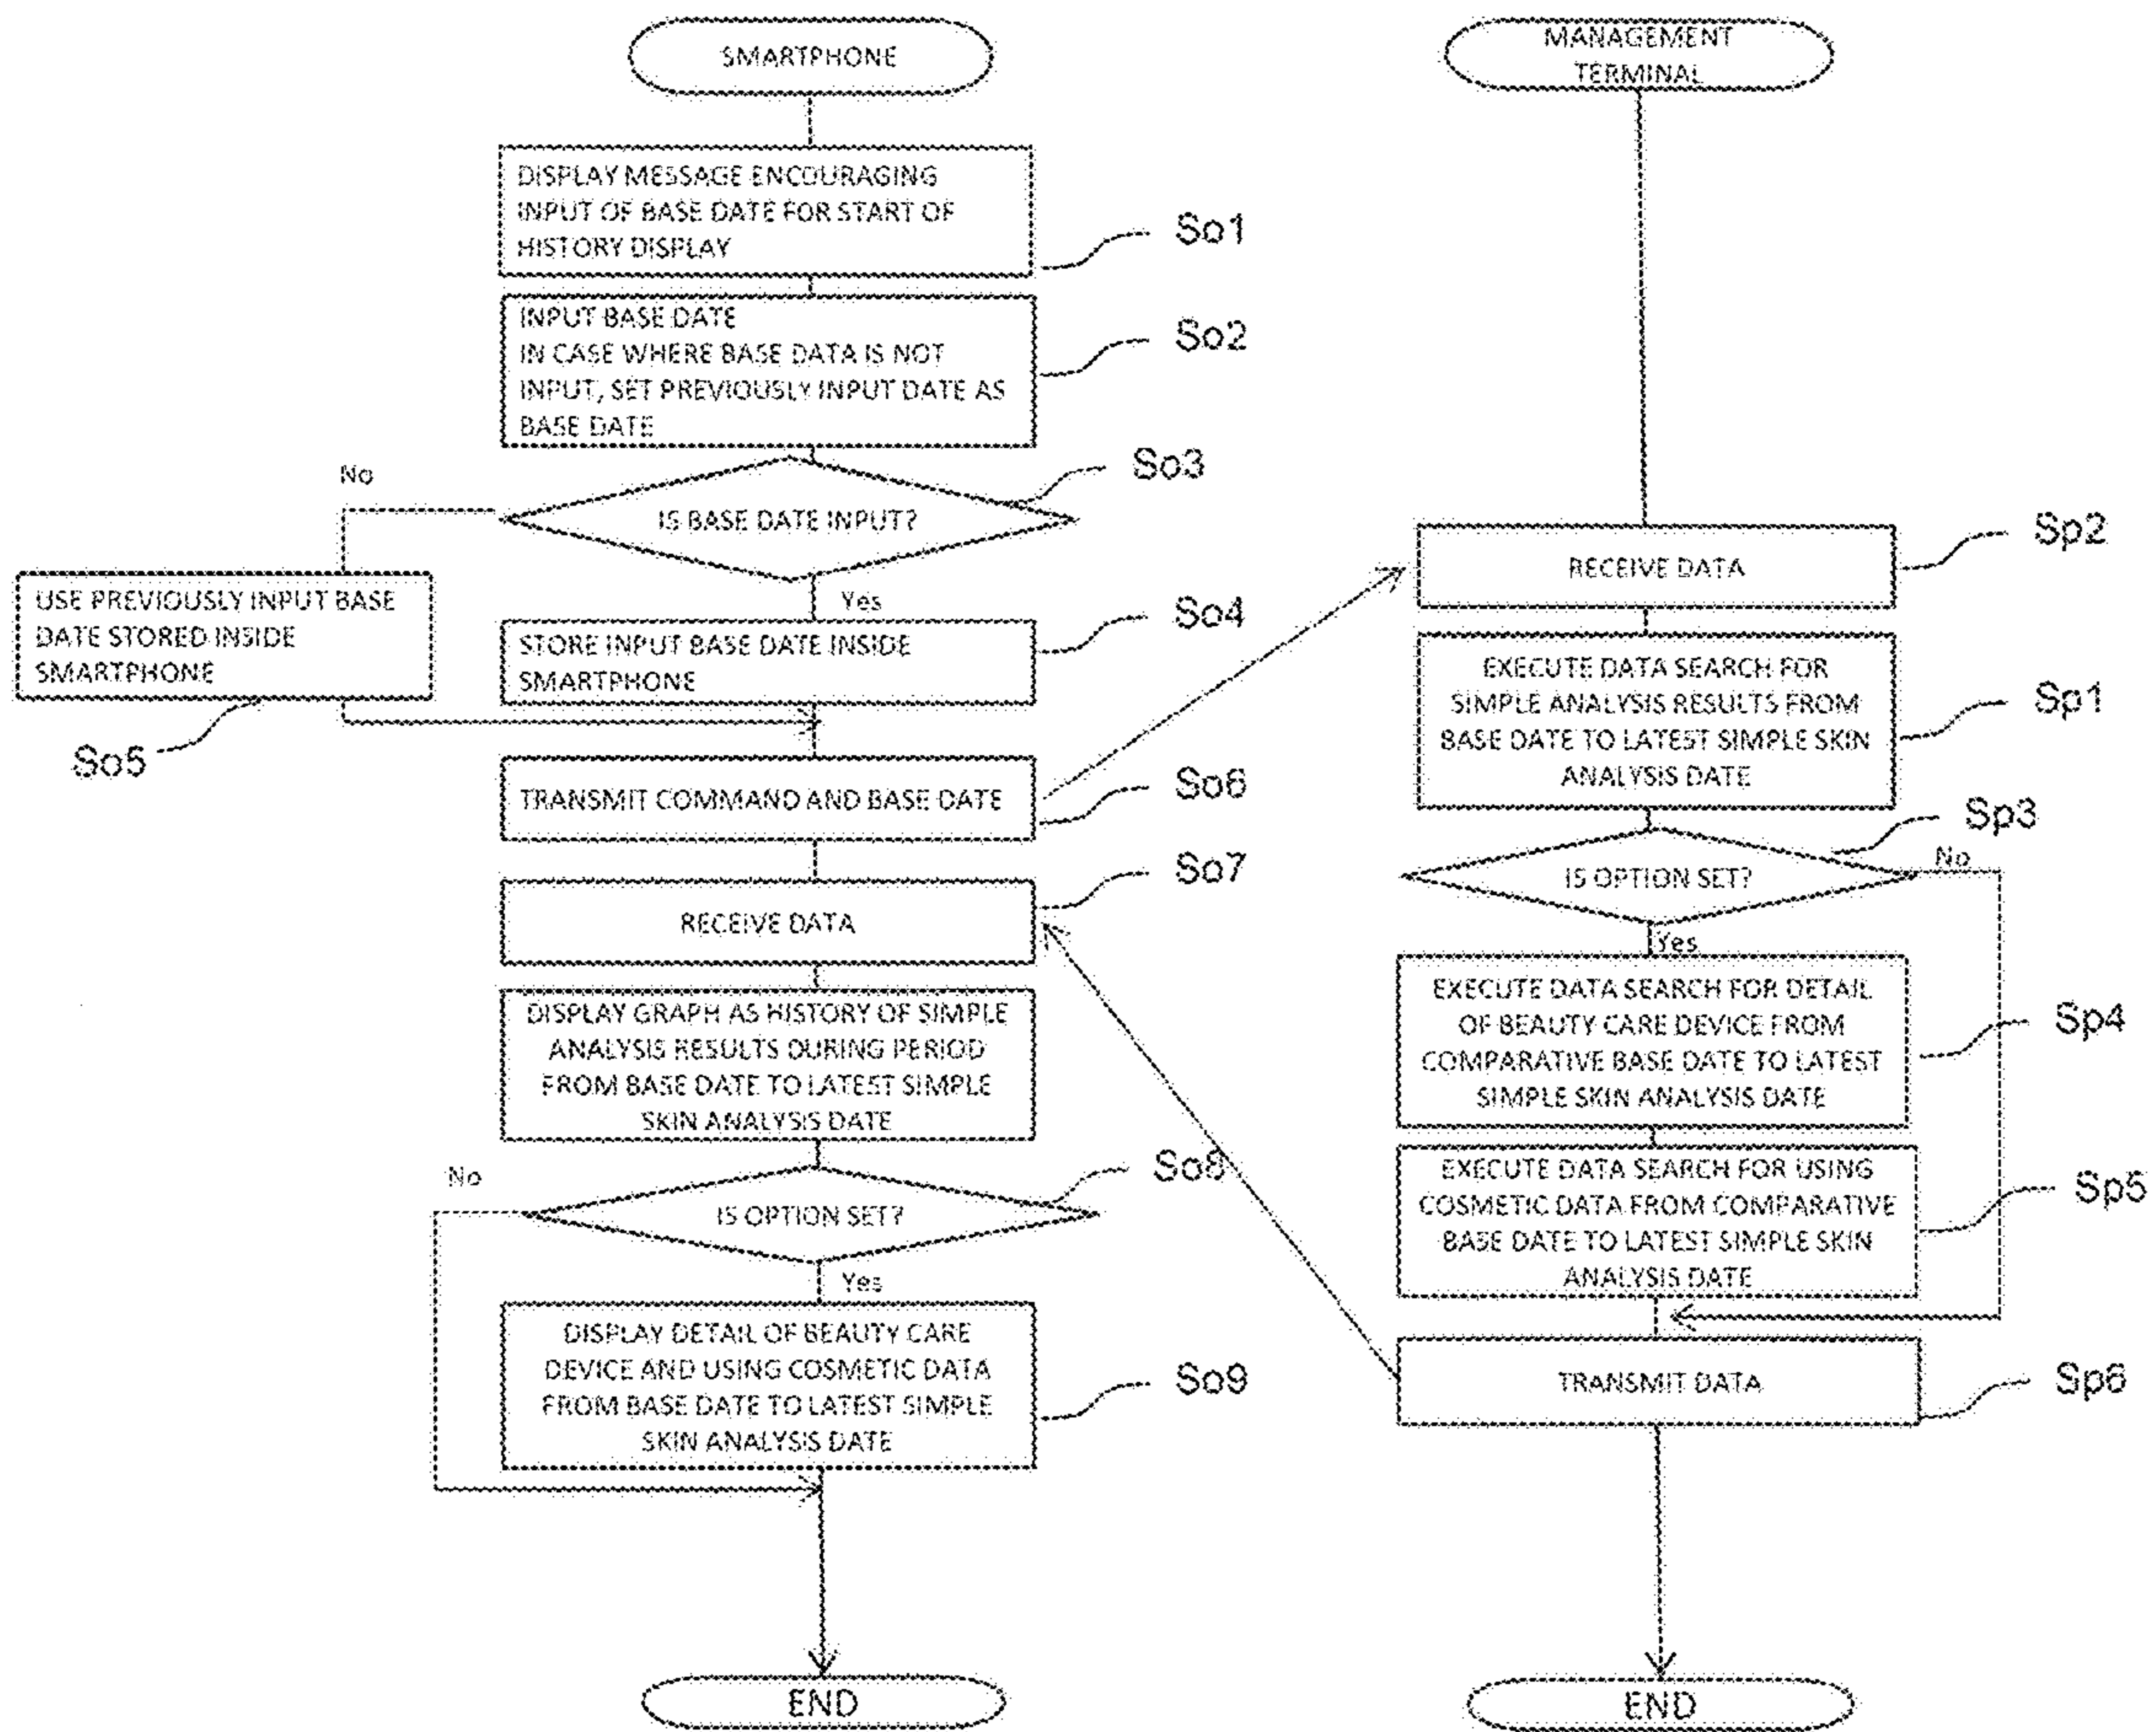 SMARTPHONE
DISPLAY MESSAGE ENCOURAGING
INPUT OF BASE DATE FOR START OF
HISTORY DISPLAY
So1
INPUT BASE DATE
IN CASE WHERE BASE DATA IS NOT
INPUT, SET PREVIOUSLY INPUT DATE AS
BASE DATE
So2
So3
No
IS BASE DATE INPUT?
Yes
USE PREVIOUSLY INPUT BASE
DATE STORED INSIDE
SMARTPHONE
So5
STORE INPUT BASE DATE INSIDE
SMARTPHONE
So4
TRANSMIT COMMAND AND BASE DATE
So6
So7
RECEIVE DATA
DISPLAY GRAPH AS HISTORY OF SIMPLE
ANALYSIS RESULTS DURING PERIOD
FROM BASE DATE TO LATEST SIMPLE
SKIN ANALYSIS DATE
So8
No
IS OPTION SET?
Yes
DISPLAY DETAIL OF BEAUTY CARE
DEVICE AND USING COSMETIC DATA
FROM BASE DATE TO LATEST SIMPLE
SKIN ANALYSIS DATE
So9
END
MANAGEMENT
TERMINAL
Sp2
RECEIVE DATA
EXECUTE DATA SEARCH FOR
SIMPLE ANALYSIS RESULTS FROM
BASE DATE TO LATEST SIMPLE SKIN
ANALYSIS DATE
Sp1
Sp3
No
IS OPTION SET?
Yes
EXECUTE DATA SEARCH FOR DETAIL
OF BEAUTY CARE DEVICE FROM
COMPARATIVE BASE DATE TO LATEST
SIMPLE SKIN ANALYSIS DATE
Sp4
EXECUTE DATA SEARCH FOR USING
COSMETIC DATA FROM COMPARATIVE
BASE DATE TO LATEST SIMPLE SKIN
ANALYSIS DATE
Sp5
TRANSMIT DATA
Sp6
END